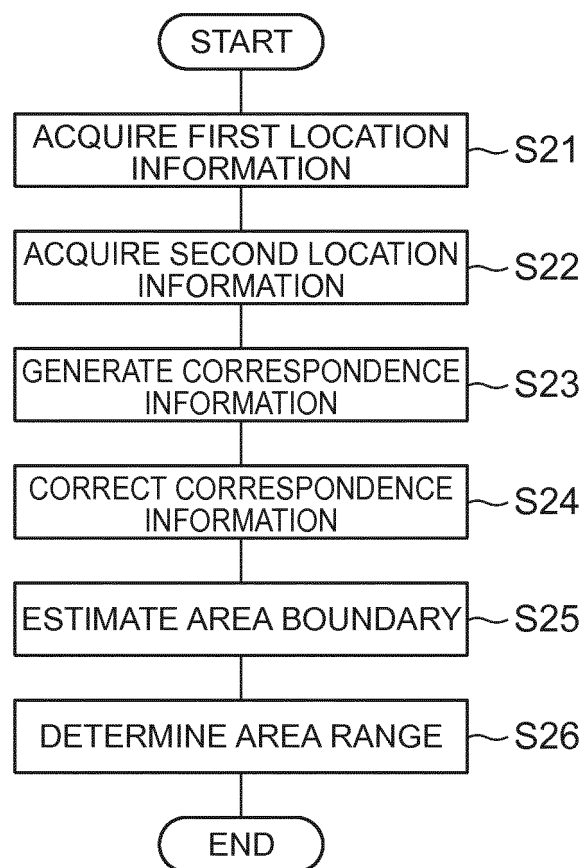 START
ACQUIRE FIRST LOCATION
INFORMATION
S21
ACQUIRE SECOND LOCATION
INFORMATION
S22
GENERATE CORRESPONDENCE
INFORMATION
S23
CORRECT CORRESPONDENCE
INFORMATION
S24
ESTIMATE AREA BOUNDARY
S25
DETERMINE AREA RANGE
S26
END